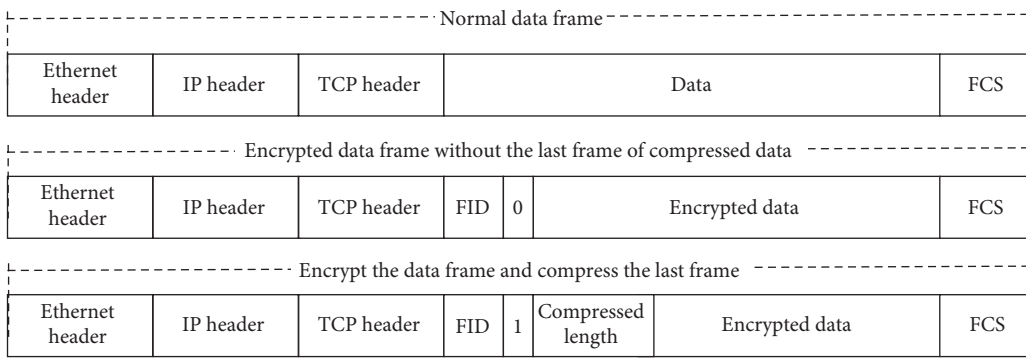 Normal data frame
Ethernet header IP header TCP header Data FCS
Encrypted data frame without the last frame of compressed data
Ethernet header IP header TCP header FID 0 Encrypted data FCS
Encrypt the data frame and compress the last frame
Ethernet header IP header TCP header FID 1 Compressed length Encrypted data FCS